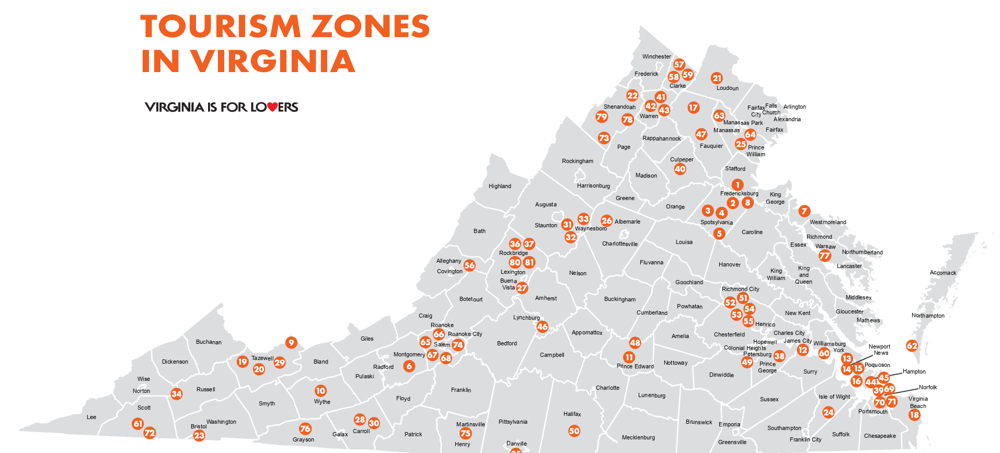 TOURISM ZONES
IN VIRGINIA
VIRGINIA IS FOR LO♥ERS
Winchester
57
Frederick
58
59
Clarke
21
Loudoun
22
41
Shenandoah
42
43
Warren
17
63
Fairfax
City
Falls
Church
Arlington
Alexandria
79
78
Manassas Park
Manassas
Fairfax
73
Page
Rappahannock
47
Fauquier
64
25
Prince
William
Rockingham
Culpeper
40
Stafford
Madison
Highland
Harrisonburg
1
Fredericksburg
King
George
Greene
2
8
Augusta
Orange
3
4
7
Spotsylvania
Westmoreland
33
26
Albemarle
Staunton
31
Waynesboro
32
5
Caroline
Bath
Richmond
Charlottesville
Louisa
Essex
Warsaw
77
Northumberland
36
37
Rockbridge
80
81
Lexington
Alleghany
56
Covington
Fluvanna
Hanover
Lancaster
Nelson
King
William
King
and
Queen
Accomack
Buena
Vista
27
Goochland
Richmond City
Botetourt
Amherst
Buckingham
51
52
Middlesex
Powhatan
54
53
Cumberland
New Kent
Gloucester
Northampton
Craig
Lynchburg
55
Henrico
Mathews
46
Roanoke
66
Roanoke City
Appomattox
Amelia
Chesterfield
Charles City
Giles
Buchanan
9
65
Salem
74
Bedford
48
Hopewell
James City
Williamsburg
Colonial Heights
12
York
Newport
News
62
Petersburg
38
60
Montgomery
67
68
Campbell
11
Prince Edward
Nottoway
49
Prince
George
13
Dickenson
19
Tazewell
29
Bland
20
Radford
6
14
15
Poquoson
Pulaski
Dinwiddie
Surry
Hampton
Wise
16
44
45
Norton
Russell
34
10
Wythe
Franklin
Charlotte
39
69
Norfolk
Lunenburg
Isle of Wight
Floyd
Sussex
Virginia
Beach
70
71
Scott
Smyth
Portsmouth
24
18
Lee
Halifax
61
Washington
28
30
Pittsylvania
72
Bristol
23
76
Grayson
Galax
Carroll
Patrick
Martinsville
75
Henry
50
Brunswick
Emporia
Southampton
Mecklenburg
Greensville
Franklin City
Suffolk
Chesapeake
Danville